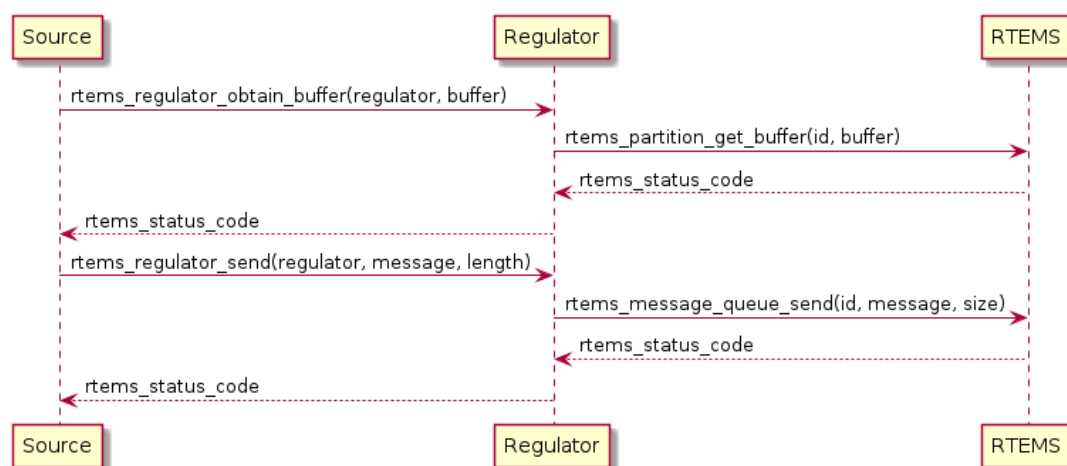 Source
Regulator
RTEMS
rtems_regulator_obtain_buffer(regulator, buffer)
rtems_partition_get_buffer(id, buffer)
rtems_status_code
rtems_status_code
rtems_regulator_send(regulator, message, length)
rtems_message_queue_send(id, message, size)
rtems_status_code
rtems_status_code
Source
Regulator
RTEMS